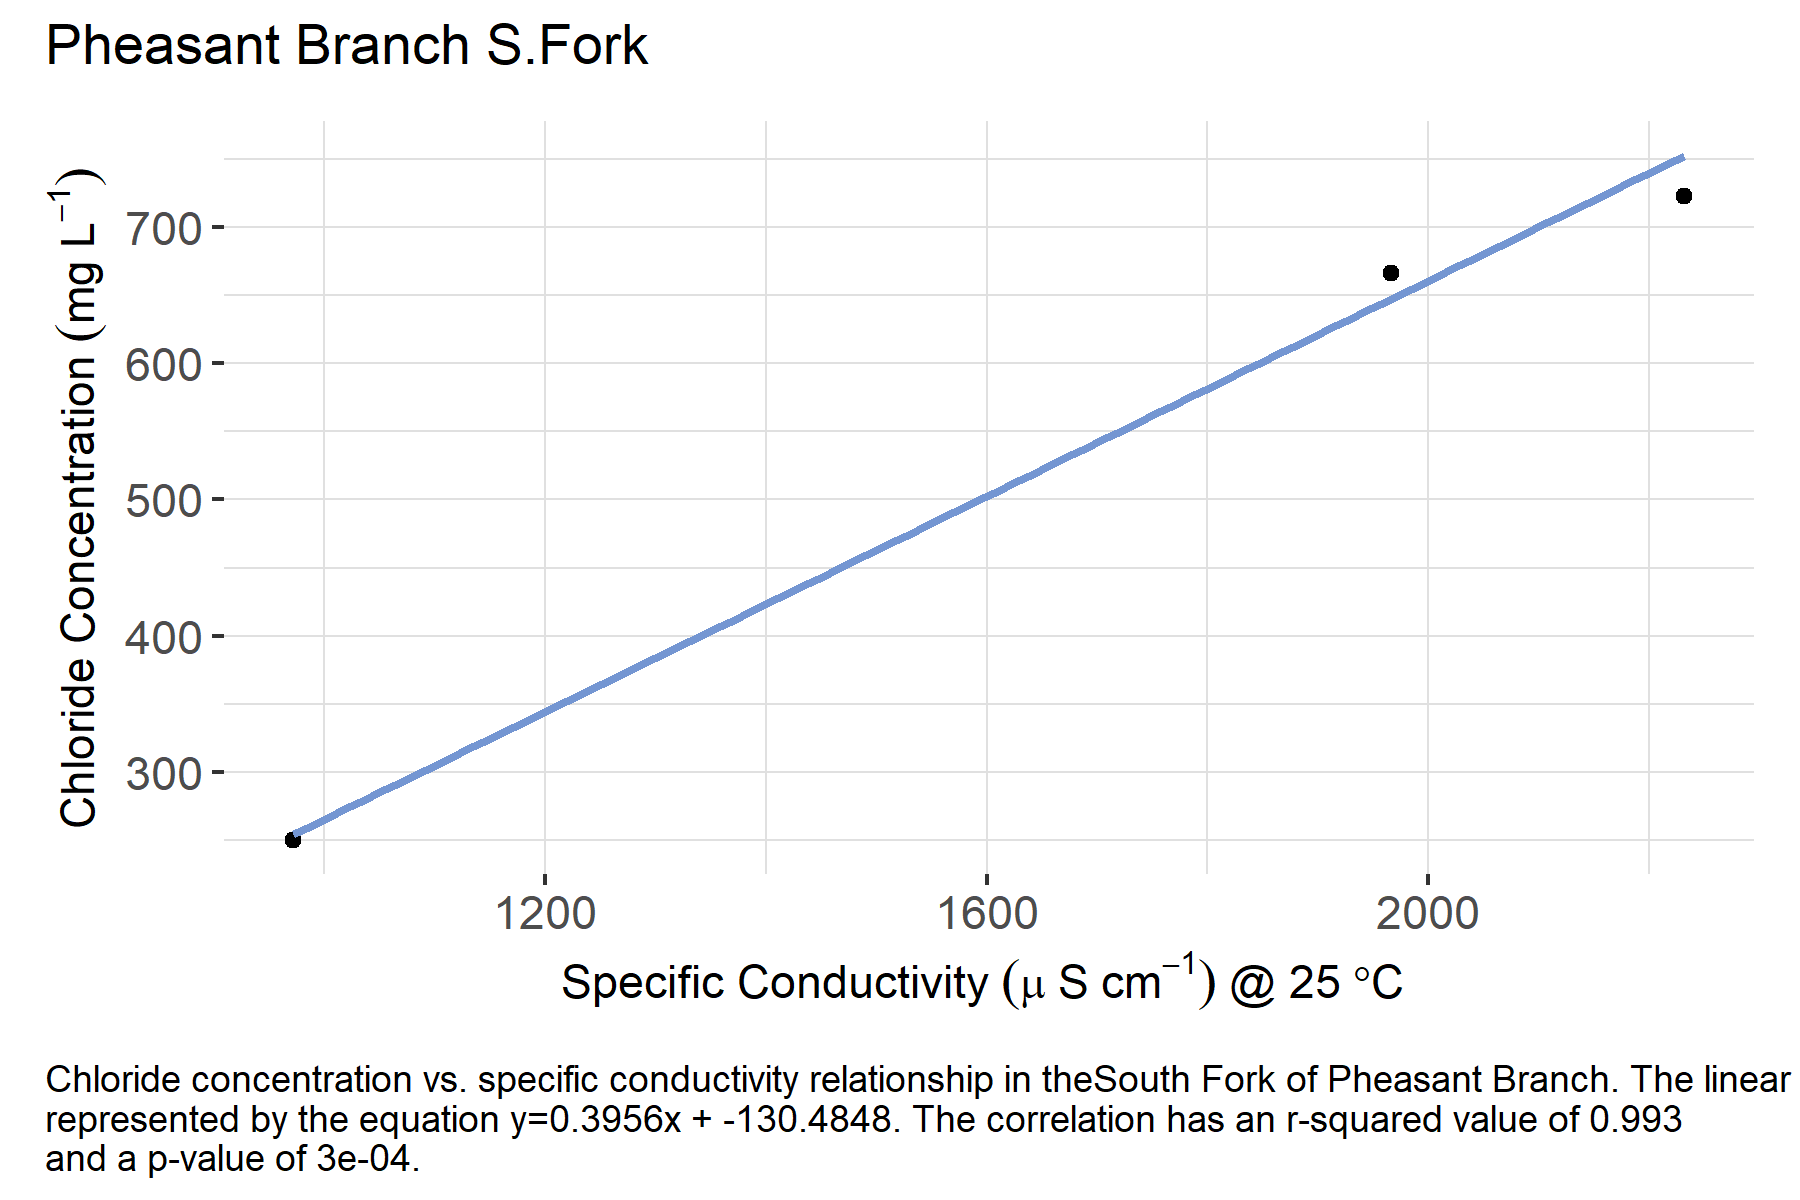 Pheasant Branch S.Fork
Chloride Concentration (mg L⁻¹)
700
600
500
400
300
1200 1600 2000
Specific Conductivity (μ S cm⁻¹) @ 25 °C
Chloride concentration vs. specific conductivity relationship in theSouth Fork of Pheasant Branch. The linear
represented by the equation y=0.3956x + -130.4848. The correlation has an r-squared value of 0.993
and a p-value of 3e-04.